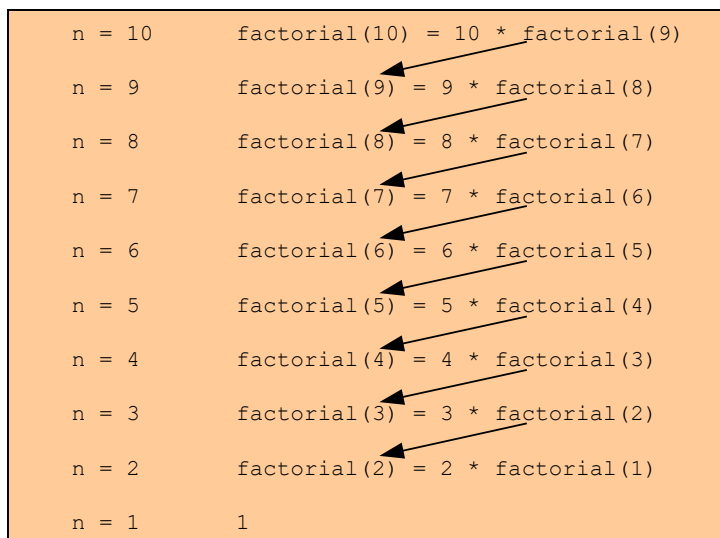 n = 10 factorial(10) = 10 * factorial(9)
n = 9 factorial(9) = 9 * factorial(8)
n = 8 factorial(8) = 8 * factorial(7)
n = 7 factorial(7) = 7 * factorial(6)
n = 6 factorial(6) = 6 * factorial(5)
n = 5 factorial(5) = 5 * factorial(4)
n = 4 factorial(4) = 4 * factorial(3)
n = 3 factorial(3) = 3 * factorial(2)
n = 2 factorial(2) = 2 * factorial(1)
n = 1 1